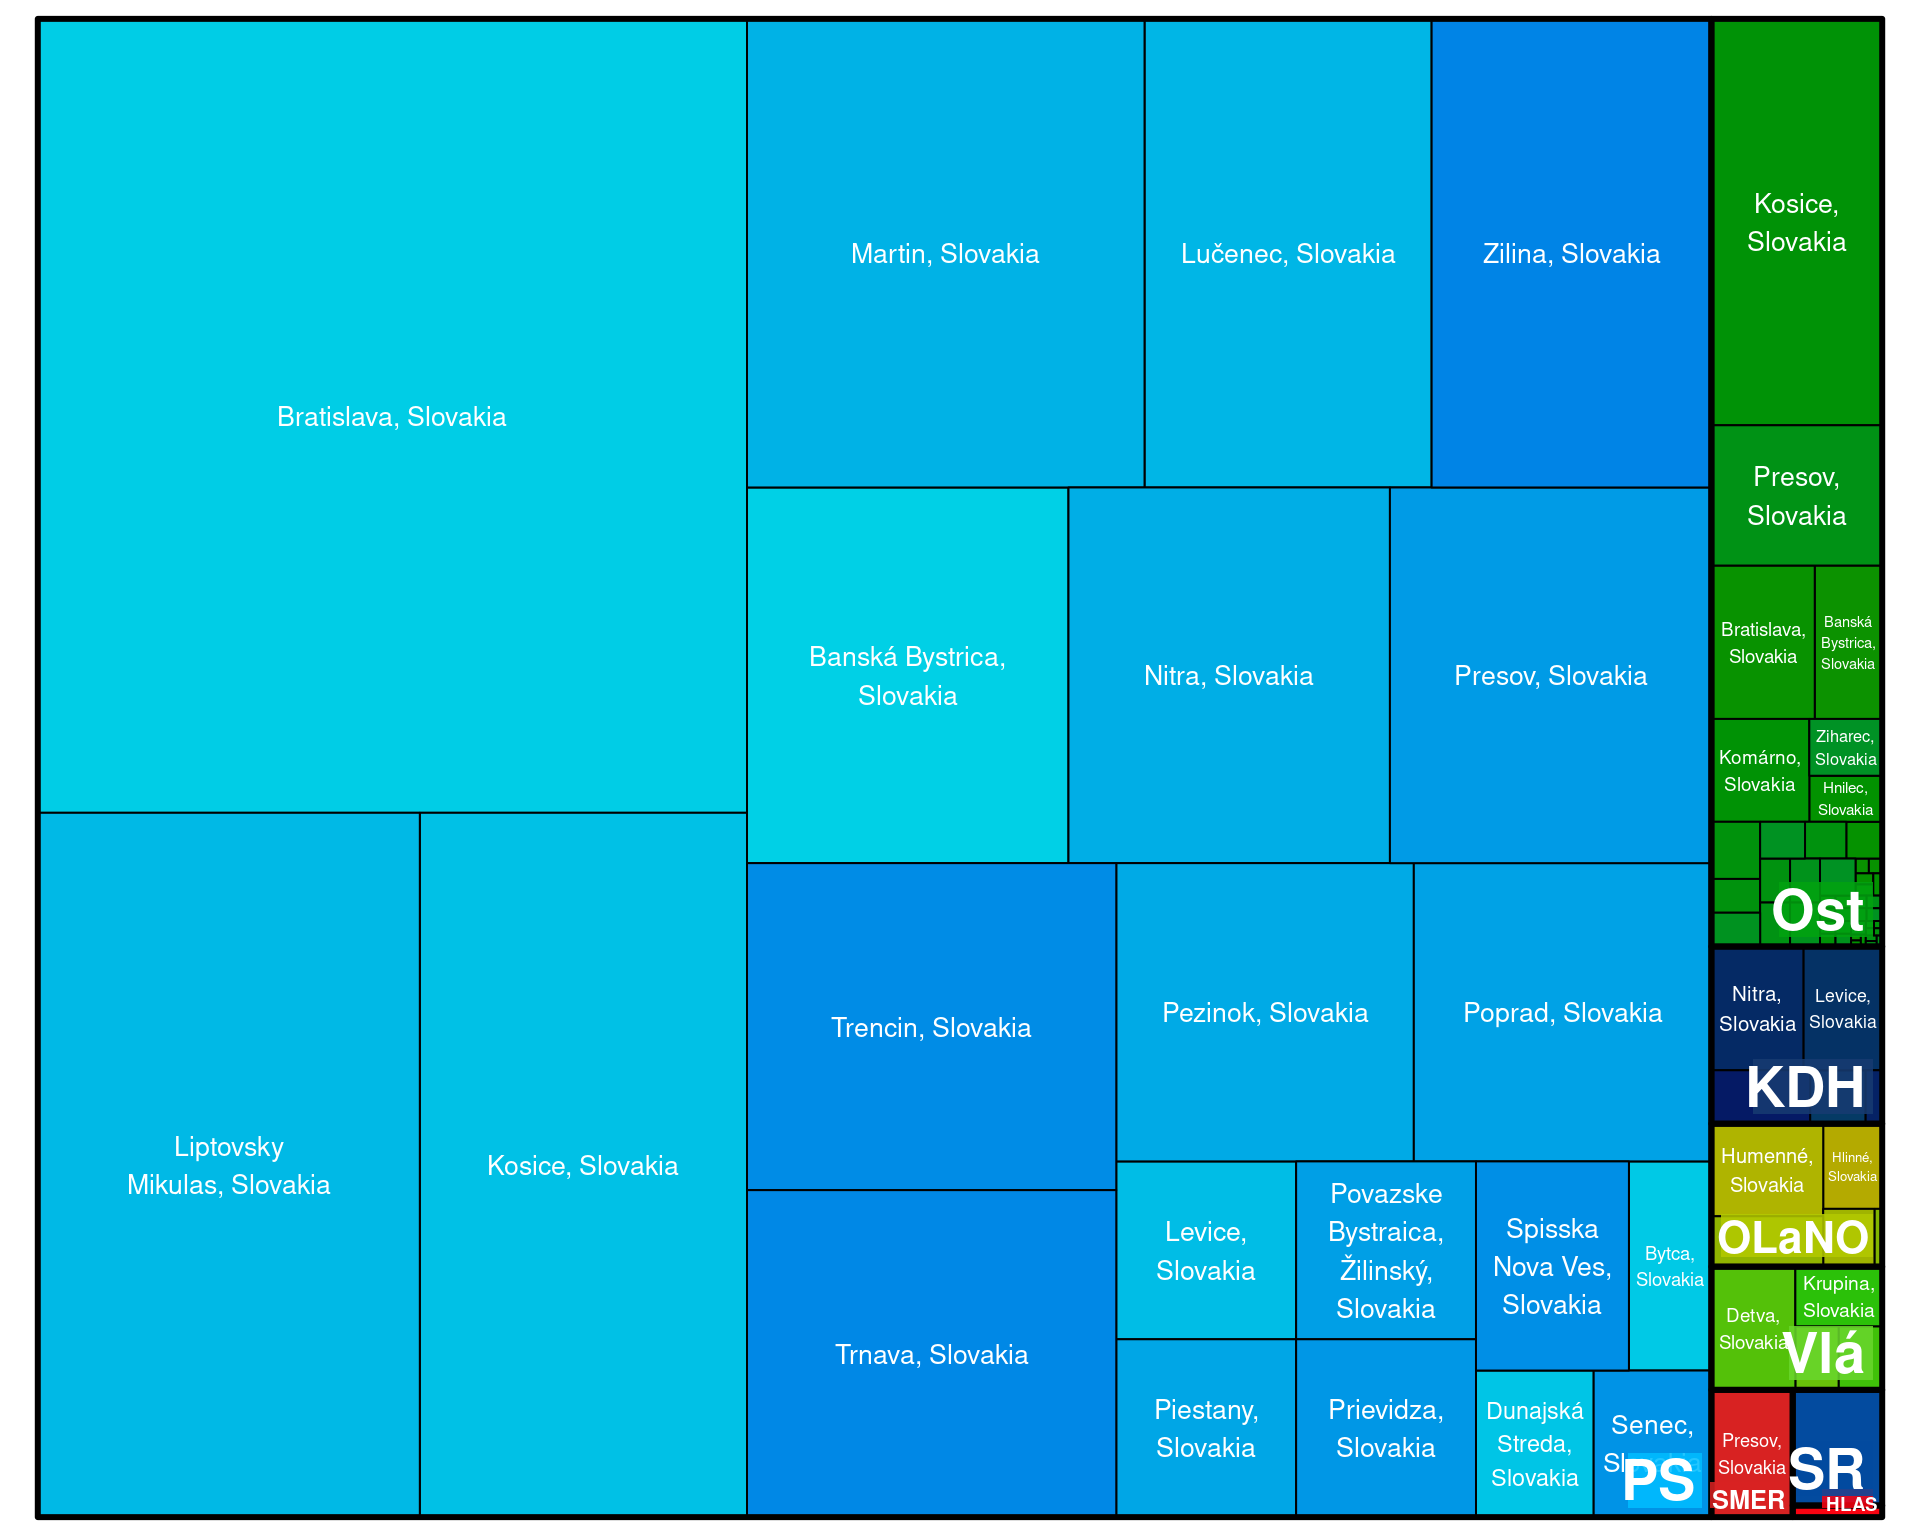 Bratislava, Slovakia
Martin, Slovakia
Lučenec, Slovakia
Zilina, Slovakia
Banská Bystrica,
Slovakia
Nitra, Slovakia
Presov, Slovakia
Liptovsky
Mikulas, Slovakia
Kosice, Slovakia
Trencin, Slovakia
Pezinok, Slovakia
Poprad, Slovakia
Trnava, Slovakia
Levice,
Slovakia
Povazske
Bystraica,
Žilinský,
Slovakia
Spisska
Nova Ves,
Slovakia
Bytca,
Slovakia
Piestany,
Slovakia
Prievidza,
Slovakia
Dunajská
Streda,
Slovakia
Senec,
Slovakia
PS
Kosice,
Slovakia
Presov,
Slovakia
Bratislava,
Slovakia
Banská
Bystrica,
Slovakia
Komárno,
Slovakia
Ziharec,
Slovakia
Hnilec,
Slovakia
Ost
Nitra,
Slovakia
Levice,
Slovakia
KDH
Humenné,
Slovakia
Hlinné,
Slovakia
OLaNO
Detva,
Slovakia
Krupina,
Slovakia
Vlá
Presov,
Slovakia
SMER
SR
HLAS